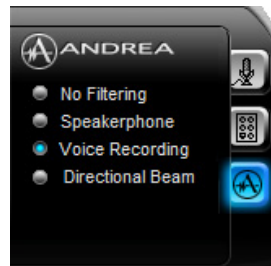 ANDREA
No Filtering
Speakerphone
Voice Recording
Directional Beam